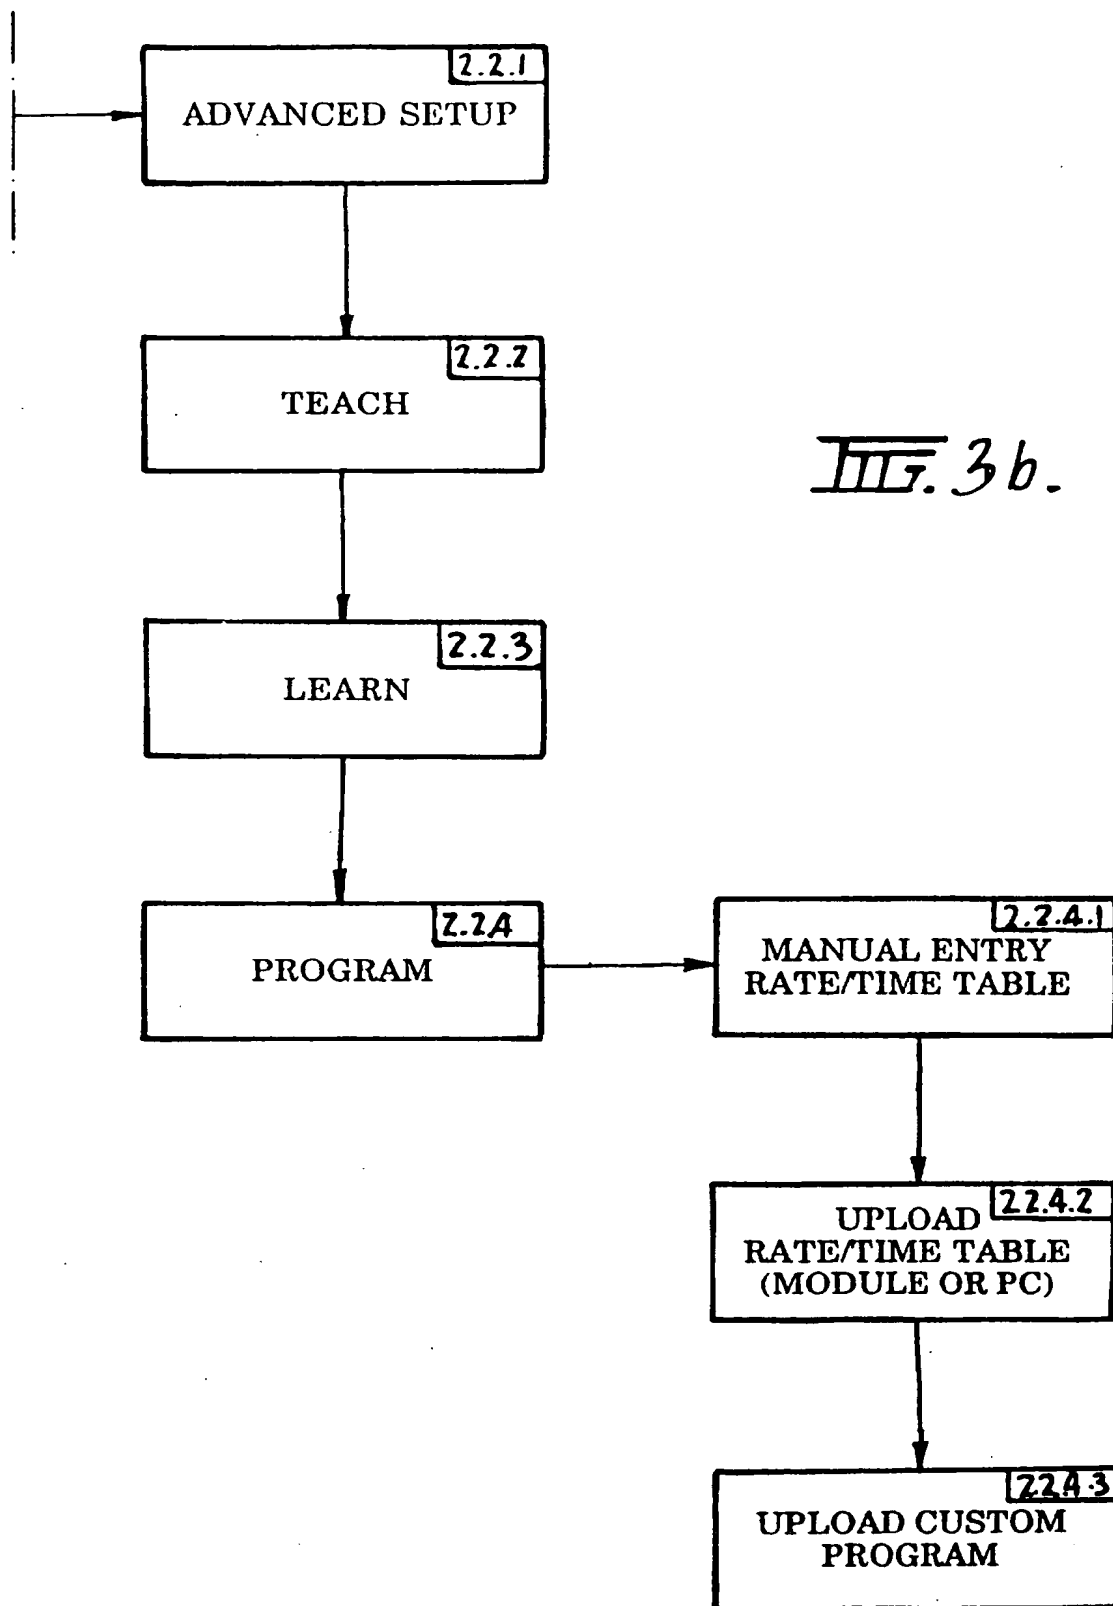 2.2.1
ADVANCED SETUP
2.2.2
TEACH
FIG. 3b.
2.2.3
LEARN
2.2.4
PROGRAM
2.2.4.1
MANUAL ENTRY
RATE/TIME TABLE
2.2.4.2
UPLOAD
RATE/TIME TABLE
(MODULE OR PC)
2.2.4.3
UPLOAD CUSTOM
PROGRAM